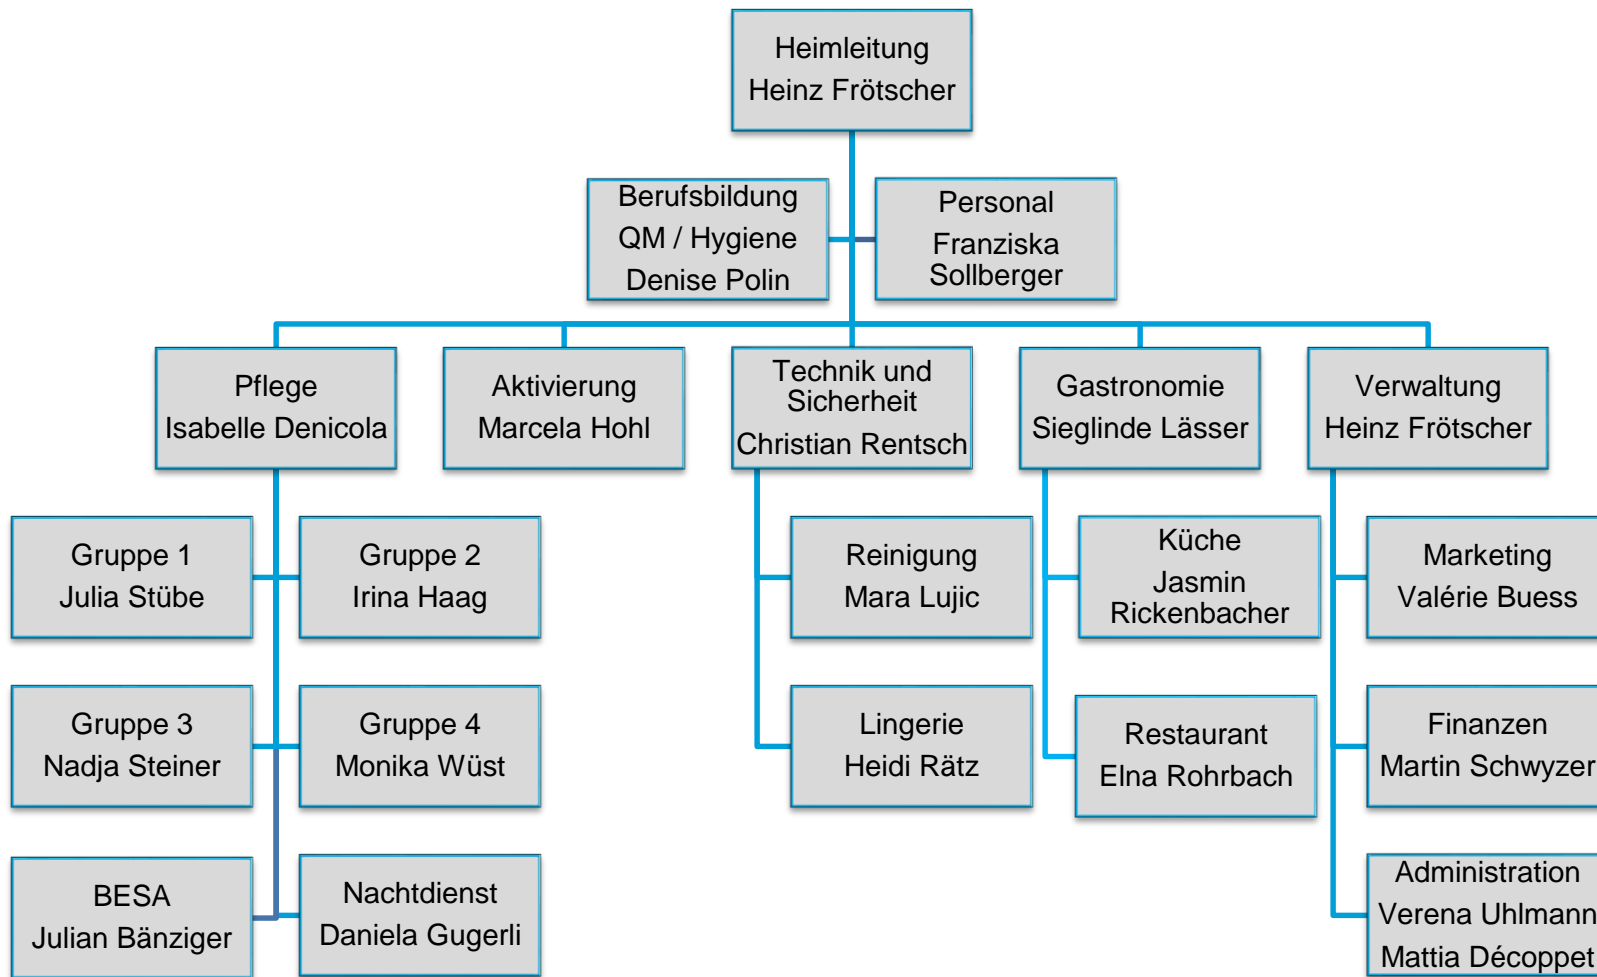 Heimleitung
Heinz Frötscher
Berufsbildung
QM / Hygiene
Denise Polin
Personal
Franziska
Sollberger
Pflege
Isabelle Denicola
Aktivierung
Marcela Hohl
Technik und
Sicherheit
Christian Rentsch
Gastronomie
Sieglinde Lässer
Verwaltung
Heinz Frötscher
Gruppe 1
Julia Stübe
Gruppe 2
Irina Haag
Reinigung
Mara Lujic
Küche
Jasmin
Rickenbacher
Marketing
Valérie Buess
Gruppe 3
Nadja Steiner
Gruppe 4
Monika Wüst
Lingerie
Heidi Rätz
Restaurant
Elna Rohrbach
Finanzen
Martin Schwyzer
BESA
Julian Bänziger
Nachtdienst
Daniela Gugerli
Administration
Verena Uhlmann
Mattia Décoppet